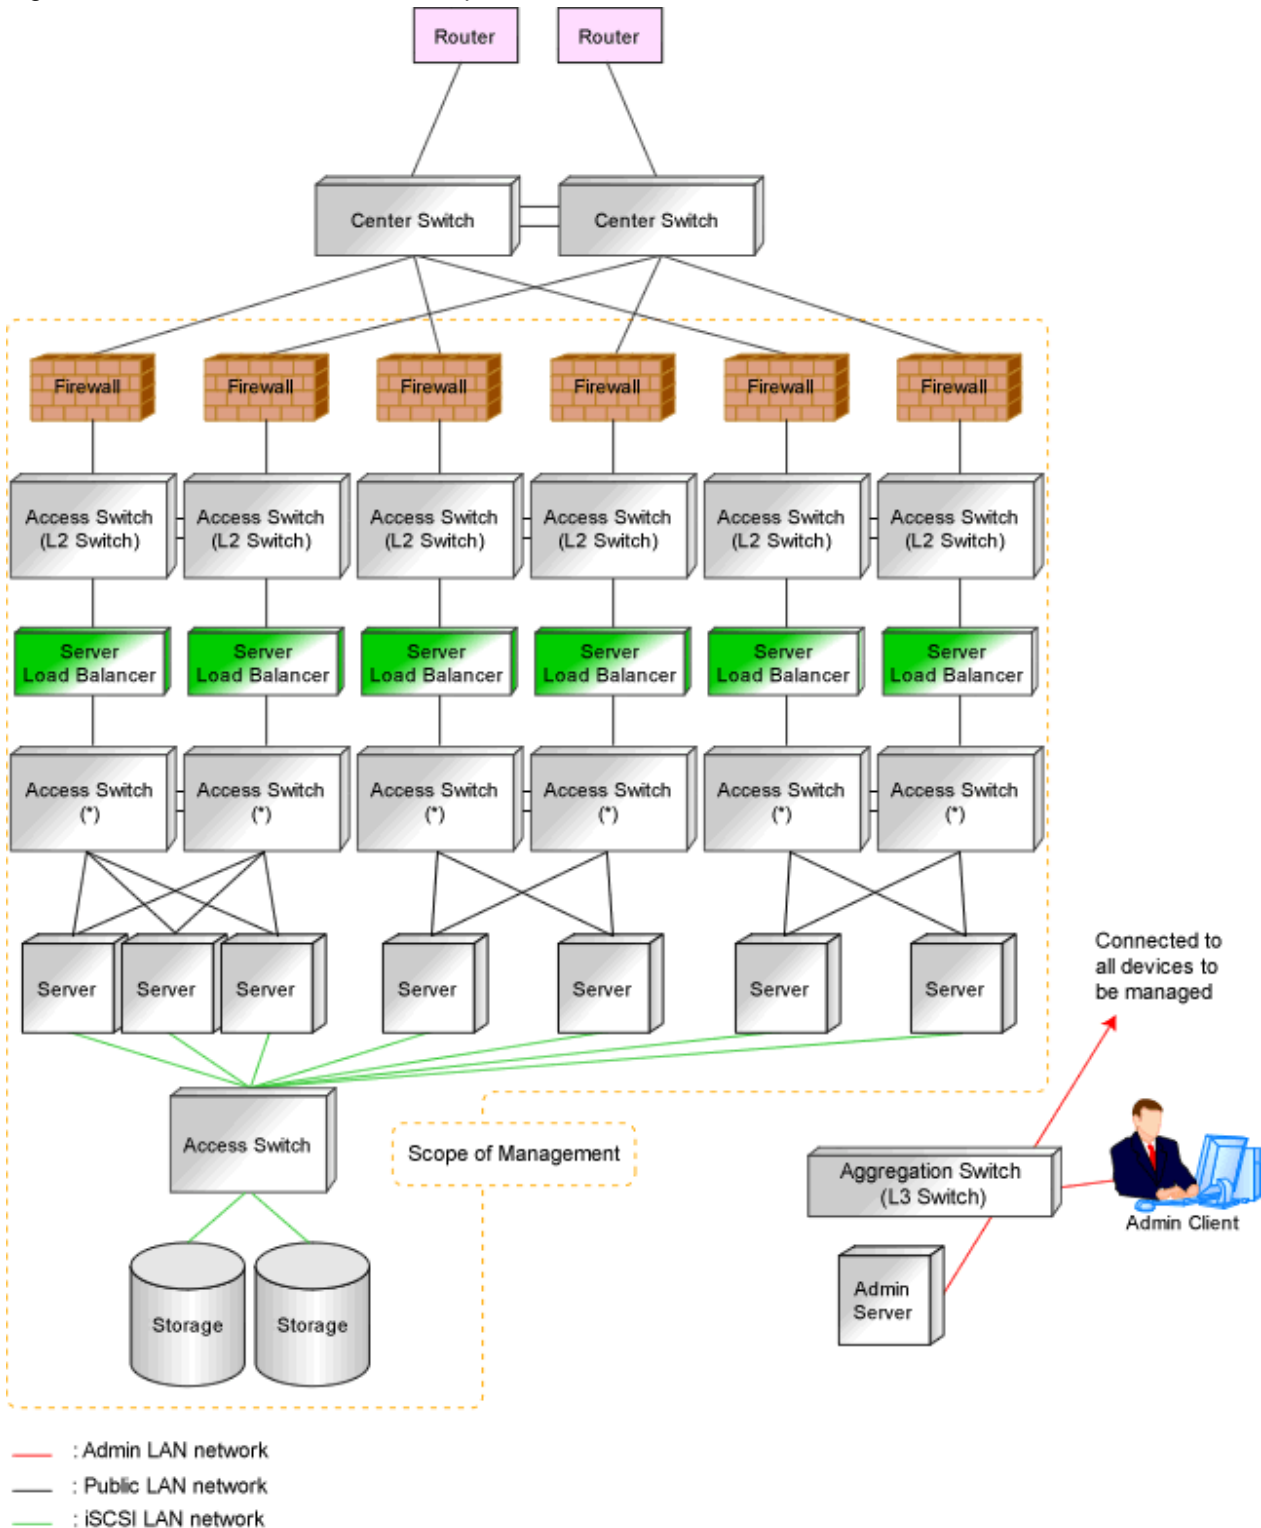 Router Router
Center Switch Center Switch
Firewall Firewall Firewall Firewall Firewall Firewall
Access Switch Access Switch Access Switch Access Switch Access Switch Access Switch
(L2 Switch) (L2 Switch) (L2 Switch) (L2 Switch) (L2 Switch) (L2 Switch)
Server Server Server Server Server Server
Load Balancer Load Balancer Load Balancer Load Balancer Load Balancer Load Balancer
Access Switch Access Switch Access Switch Access Switch Access Switch Access Switch
(*) (*) (*) (*) (*) (*)
Server Server Server Server Server Server Server
Connected to
all devices to
be managed
Access Switch
Scope of Management
Aggregation Switch
(L3 Switch)
Admin Client
Admin
Server
Storage Storage
: Admin LAN network
: Public LAN network
: iSCSI LAN network